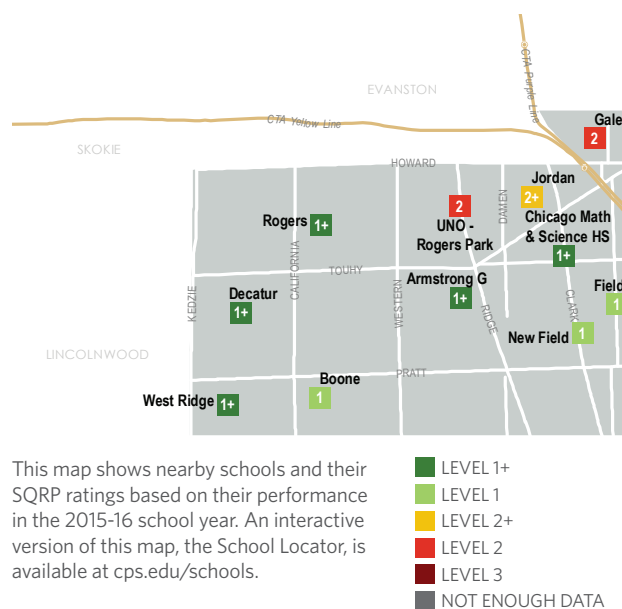 CTA Purple Line
EVANSTON
Gale
CTA Yellow Line
2
SKOKIE
HOWARD
Jordan
2+
DAMEN
Rogers
1+
2
UNO -
Rogers Park
Chicago Math
& Science HS
1+
CALIFORNIA
TOUHY
Armstrong G
1+
KEDZIE
Decatur
1+
WESTERN
RIDGE
CLARK
Field
1
New Field
1
LINCOLNWOOD
PRATT
Boone
1
West Ridge
1+
This map shows nearby schools and their
SQRP ratings based on their performance
in the 2015-16 school year. An interactive
version of this map, the School Locator, is
available at cps.edu/schools.
LEVEL 1+
LEVEL 1
LEVEL 2+
LEVEL 2
LEVEL 3
NOT ENOUGH DATA